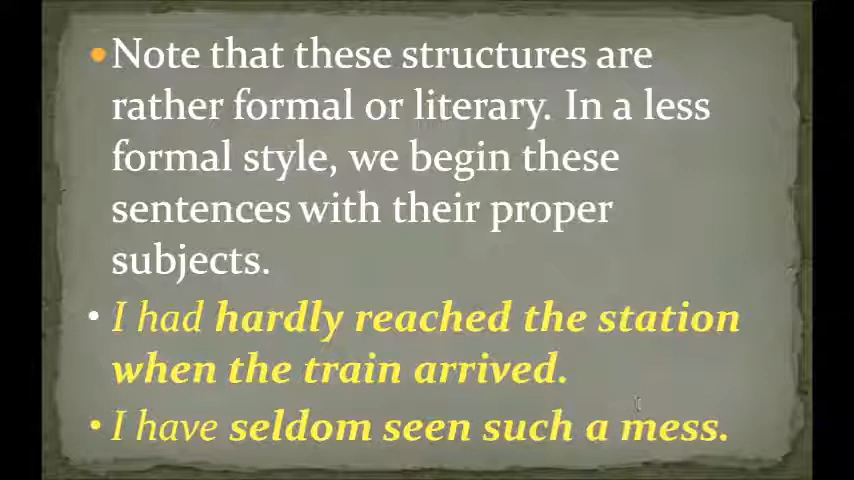 •Note that these structures are
rather formal or literary. In a less
formal style, we begin these
sentences with their proper
subjects.
• I had hardly reached the station
when the train arrived.
• I have seldom seen such a mess.